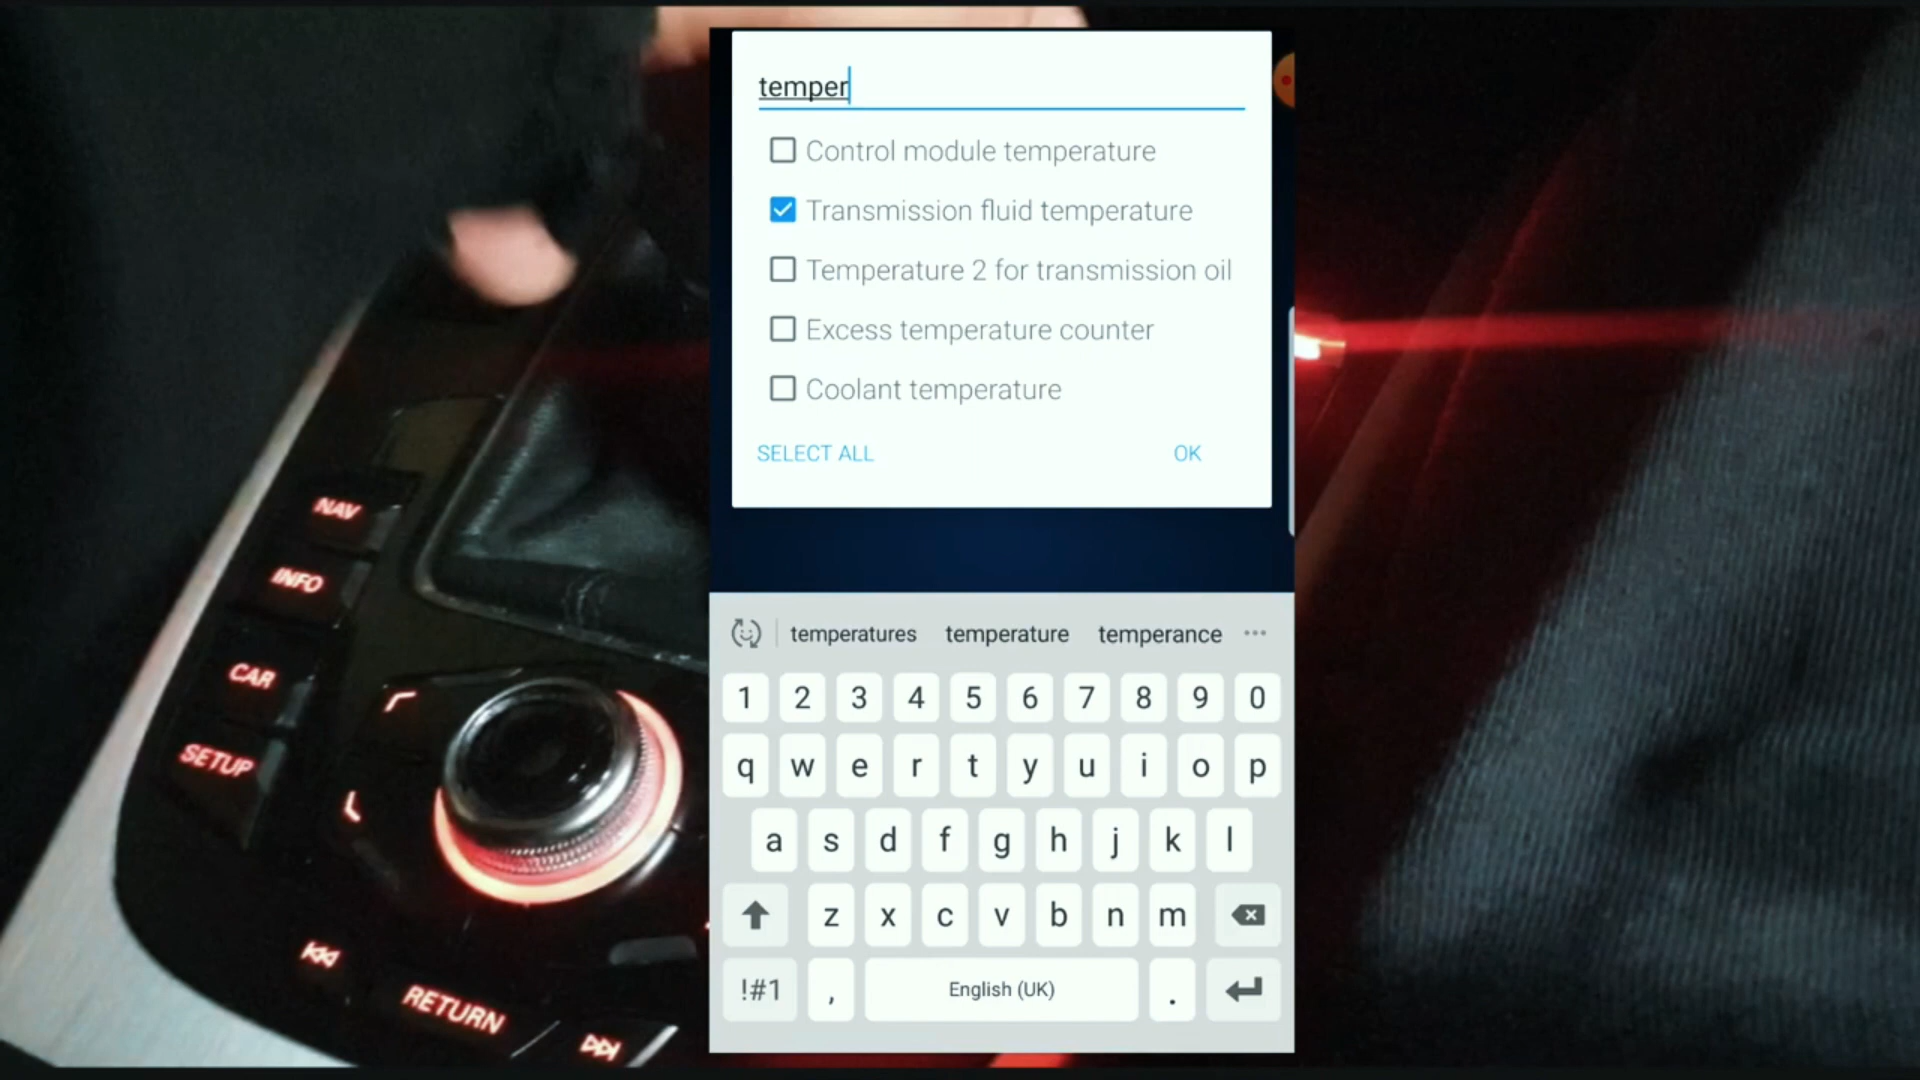 temper
Control module temperature
Transmission fluid temperature
Temperature 2 for transmission oil
Excess temperature counter
Coolant temperature
SELECT ALL OK
temperatures temperature temperance
1 2 3 4 5 6 7 8 9 0
q w e r t y u i o p
a s d f g h j k l
z x c v b n m
!#1 , English (UK) .
NAV
INFO
CAR
SETUP
RETURN